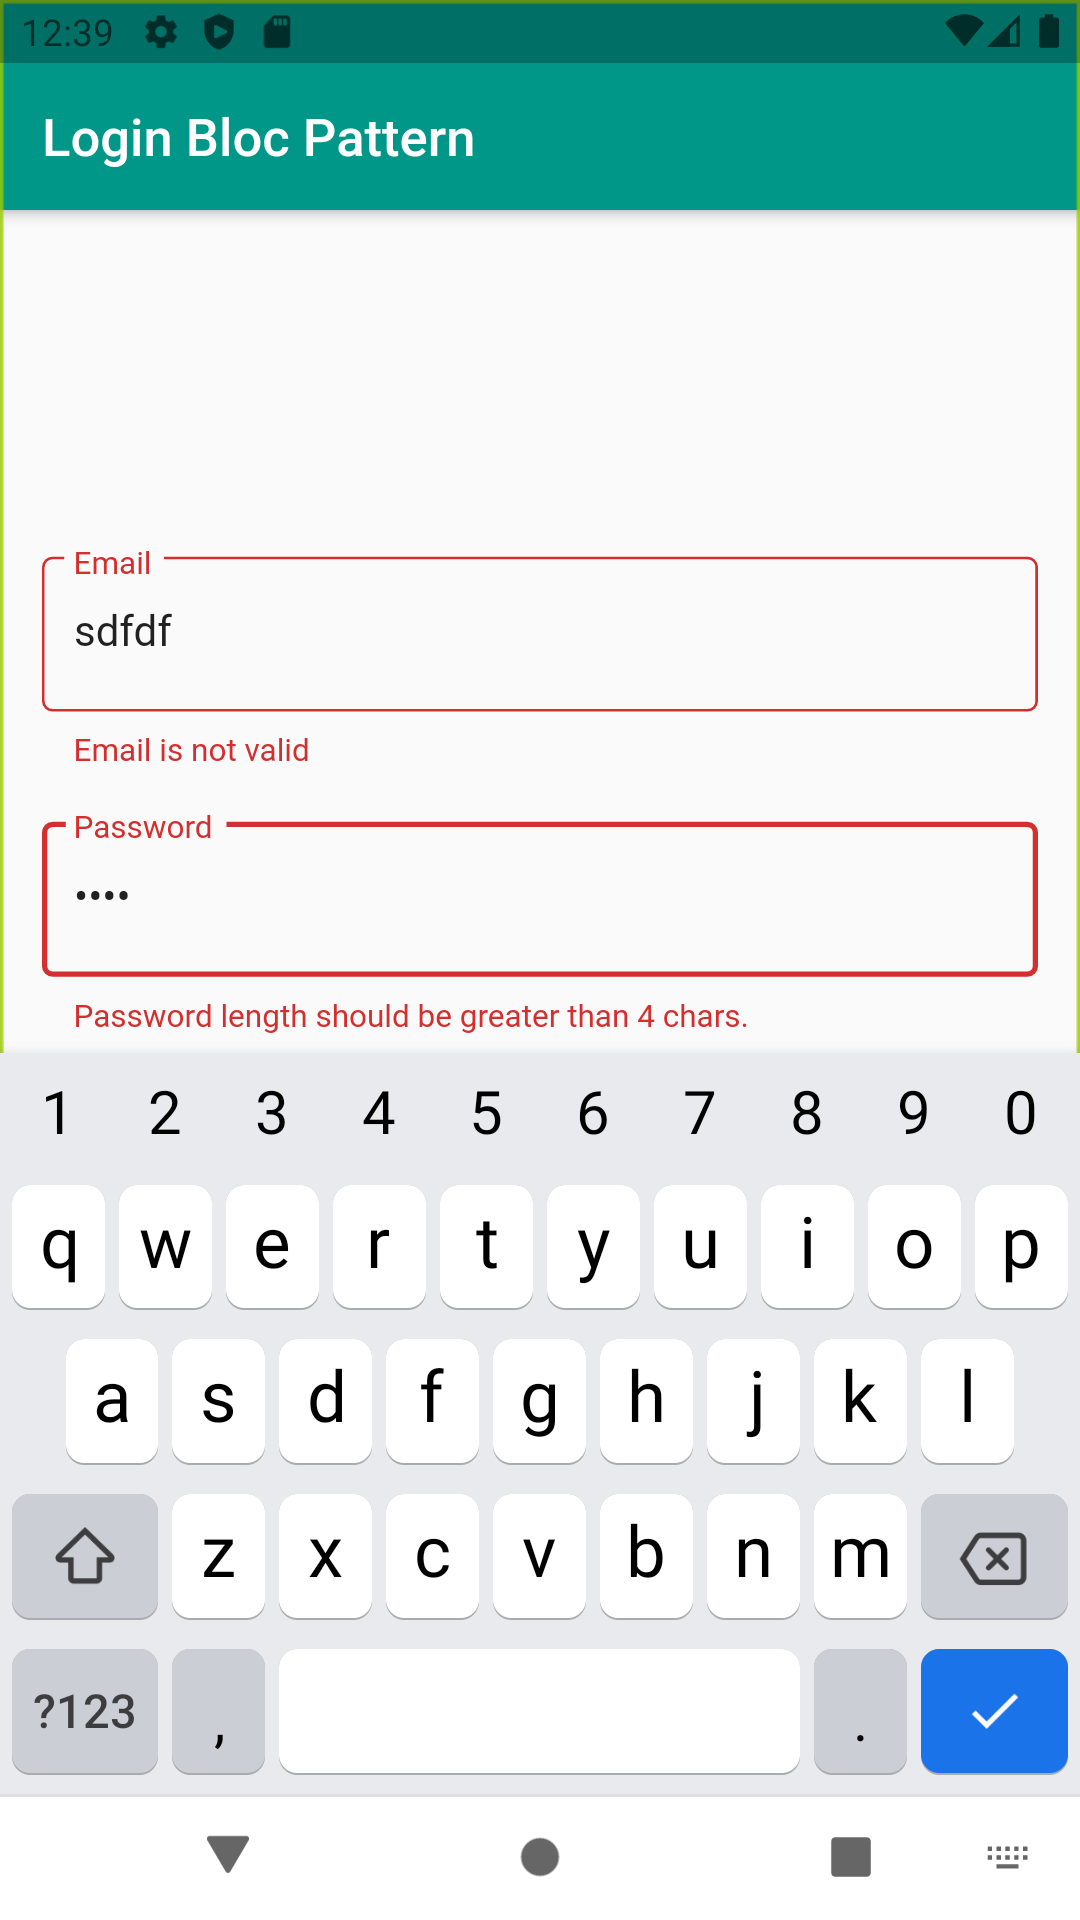 12:39
Login Bloc Pattern
Email
sdfdf
Email is not valid
Password
••••
Password length should be greater than 4 chars.
1 2 3 4 5 6 7 8 9 0
q w e r t y u i o p
a s d f g h j k l
z x c v b n m
?123 , .